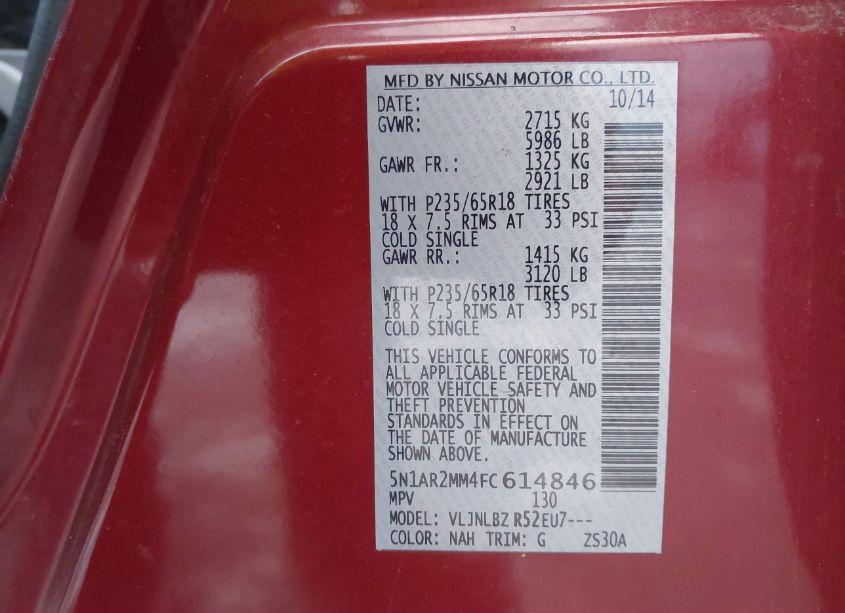 MFD BY NISSAN MOTOR CO., LTD.
DATE: 10/14
GVWR: 2715 KG
5986 LB
GAWR FR.: 1325 KG
2921 LB
WITH P235/65R18 TIRES
18 X 7.5 RIMS AT 33 PSI
COLD SINGLE
GAWR RR.: 1415 KG
3120 LB
WITH P235/65R18 TIRES
18 X 7.5 RIMS AT 33 PSI
COLD SINGLE
THIS VEHICLE CONFORMS TO
ALL APPLICABLE FEDERAL
MOTOR VEHICLE SAFETY AND
THEFT PREVENTION
STANDARDS IN EFFECT ON
THE DATE OF MANUFACTURE
SHOWN ABOVE.
5N1AR2MM4FC614846
MPV 130
MODEL: VLJNLBZ R52EU7---
COLOR: NAH TRIM: G ZS30A